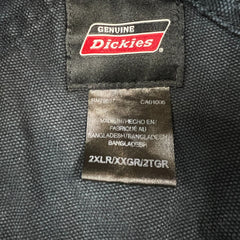 GENUINE
Dickies
MADE IN/HECHO EN/
FABRIQUÉ AU
BANGLADESH/BANGLADESH/
BANGLADESH
2XLR/XXGR/2TGR